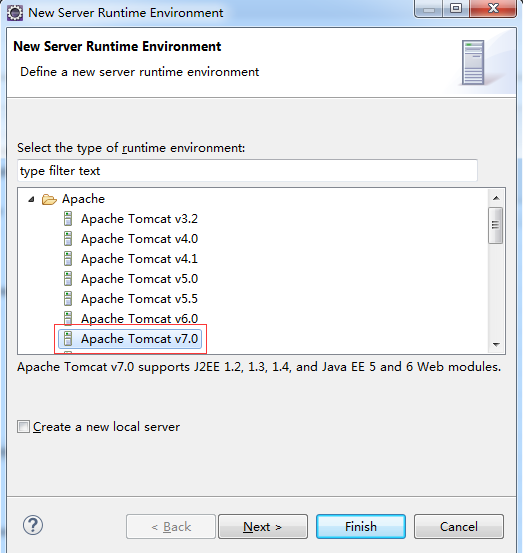 New Server Runtime Environment
New Server Runtime Environment
Define a new server runtime environment
Select the type of runtime environment:
type filter text
Apache
Apache Tomcat v3.2
Apache Tomcat v4.0
Apache Tomcat v4.1
Apache Tomcat v5.0
Apache Tomcat v5.5
Apache Tomcat v6.0
Apache Tomcat v7.0
Apache Tomcat v7.0 supports J2EE 1.2, 1.3, 1.4, and Java EE 5 and 6 Web modules.
Create a new local server
< Back Next > Finish Cancel